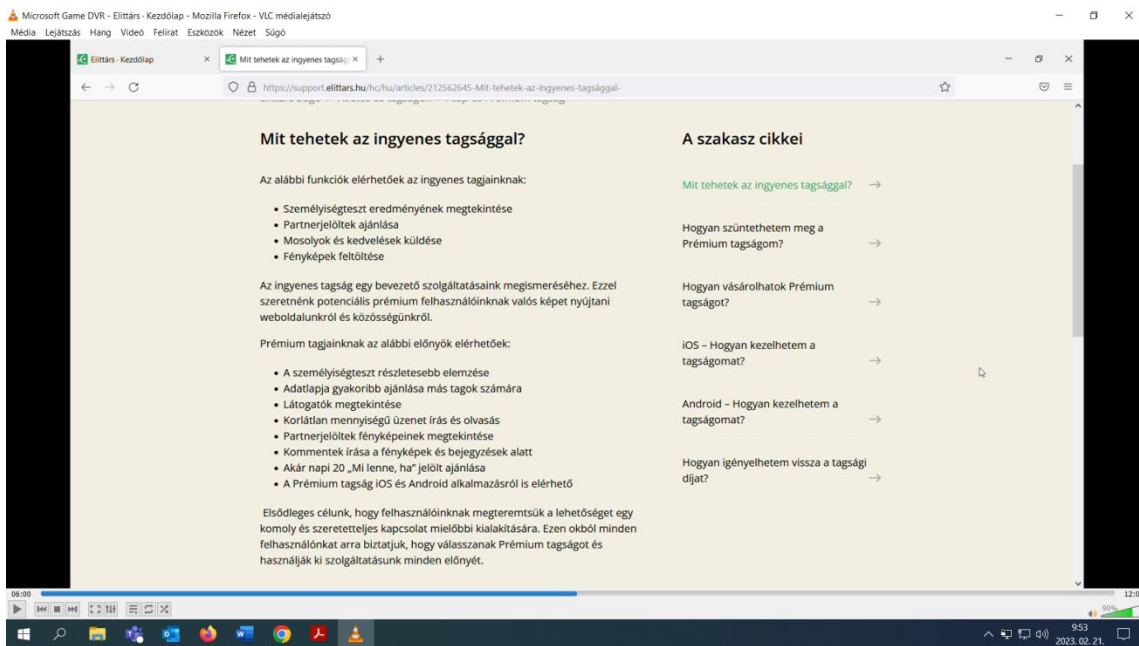 Microsoft Game DVR - Elittárs - Kezdőlap - Mozilla Firefox - VLC médialejátszó
Média Lejátszás Hang Videó Felirat Eszközök Nézet Súgó
Elittárs - Kezdőlap
Mit tehetek az ingyenes tagság
https://support.elittars.hu/hc/hu/articles/212562645-Mit-tehetek-az-ingyenes-tagsággal-
Mit tehetek az ingyenes tagsággal?
Az alábbi funkciók elérhetőek az ingyenes tagjainknak:
• Személyiségteszt eredményének megtekintése
• Partnerjelöltek ajánlása
• Mosolyok és kedvelések küldése
• Fényképek feltöltése
Az ingyenes tagság egy bevezető szolgáltatásaink megismeréséhez. Ezzel
szeretnénk potenciális prémium felhasználóinknak valós képet nyújtani
weboldalunkról és közösségünkről.
Prémium tagjainknak az alábbi előnyök elérhetőek:
• A személyiségteszt részletesebb elemzése
• Adatlapja gyakoribb ajánlása más tagok számára
• Látogatók megtekintése
• Korlátlan mennyiségű üzenet írás és olvasás
• Partnerjelöltek fényképeinek megtekintése
• Kommentek írása a fényképek és bejegyzések alatt
• Akár napi 20 „Mi lenne, ha" jelölt ajánlása
• A Prémium tagság iOS és Android alkalmazásról is elérhető
Elsődleges célunk, hogy felhasználóinknak megteremtsük a lehetőséget egy
komoly és szeretetteljes kapcsolat mielőbbi kialakítására. Ezen okból minden
felhasználónkat arra biztatjuk, hogy válasszanak Prémium tagságot és
használják ki szolgáltatásunk minden előnyét.
A szakasz cikkei
Mit tehetek az ingyenes tagsággal?
Hogyan szüntethetem meg a
Prémium tagságom?
Hogyan vásárolhatok Prémium
tagságot?
iOS – Hogyan kezelhetem a
tagságomat?
Android – Hogyan kezelhetem a
tagságomat?
Hogyan igényelhetem vissza a tagsági
díjat?
06:00
12:0
90%
9:53
2023. 02. 21.